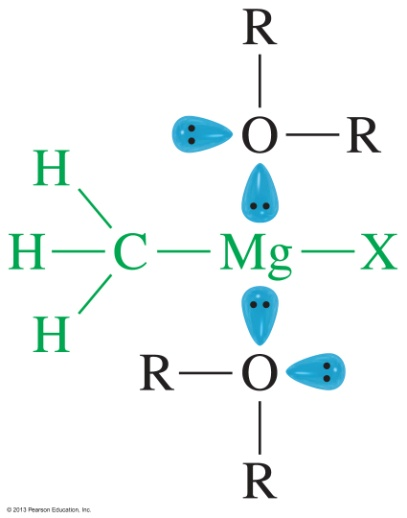 R
O R
H
H C Mg X
H
R O
R
© 2013 Pearson Education, Inc.